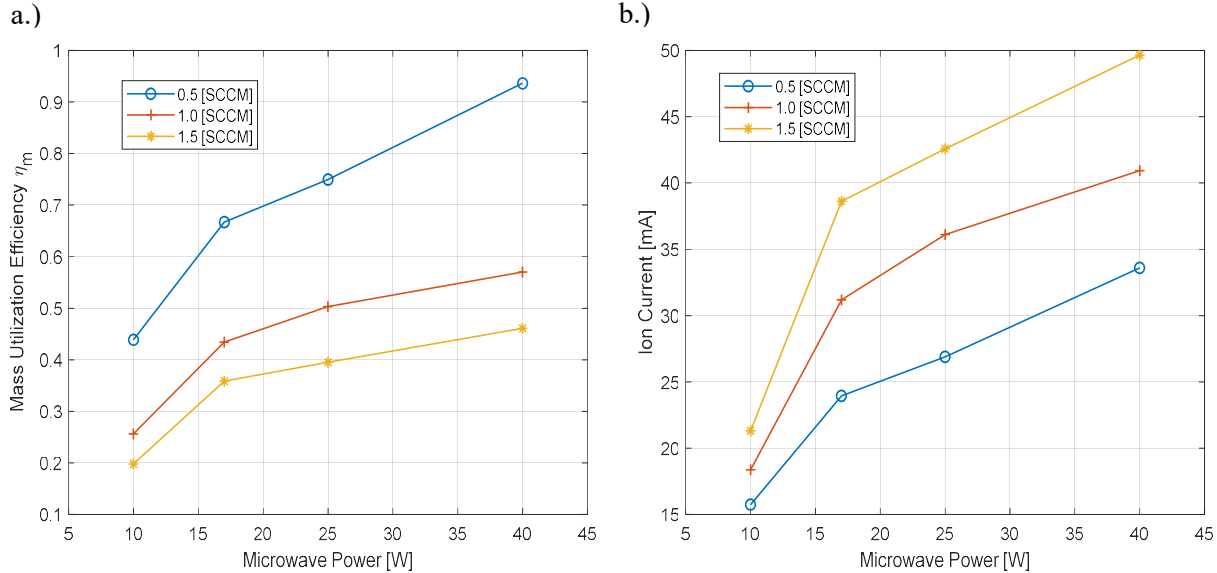 a.)
1
0.9
0.8
0.7
0.6
0.5
0.4
0.3
0.2
0.1
Mass Utilization Efficiency η_m
0.5 [SCCM]
1.0 [SCCM]
1.5 [SCCM]
5 10 15 20 25 30 35 40 45
Microwave Power [W]
b.)
50
45
40
35
30
25
20
15
Ion Current [mA]
0.5 [SCCM]
1.0 [SCCM]
1.5 [SCCM]
5 10 15 20 25 30 35 40 45
Microwave Power [W]